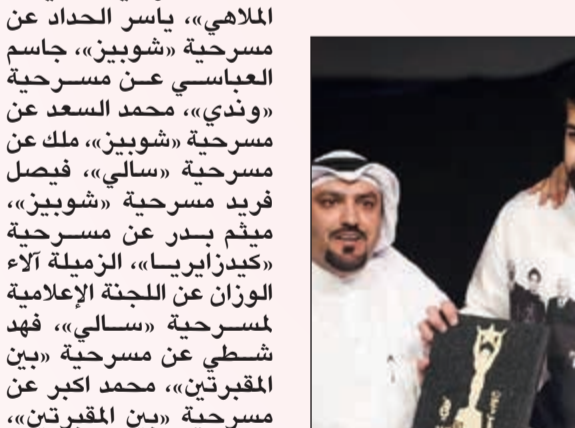 الملاهي»، ياسر الحداد عن
مسرحية «شوبيز»، جاسم
العباسي عن مسرحية
«وندي»، محمد السعد عن
مسرحية «شوبيز»، ملك عن
مسرحية «سالي»، فيصل
فريد مسرحية «شوبيز»،
ميثم بدر عن مسرحية
«كيدزايريا»، الزميلة آلاء
الوزان عن اللجنة الإعلامية
لمسرحية «سالي»، فهد
شطي عن مسرحية «بين
المقبرتين»، محمد اكبر عن
مسرحية «بين المقبرتين»،